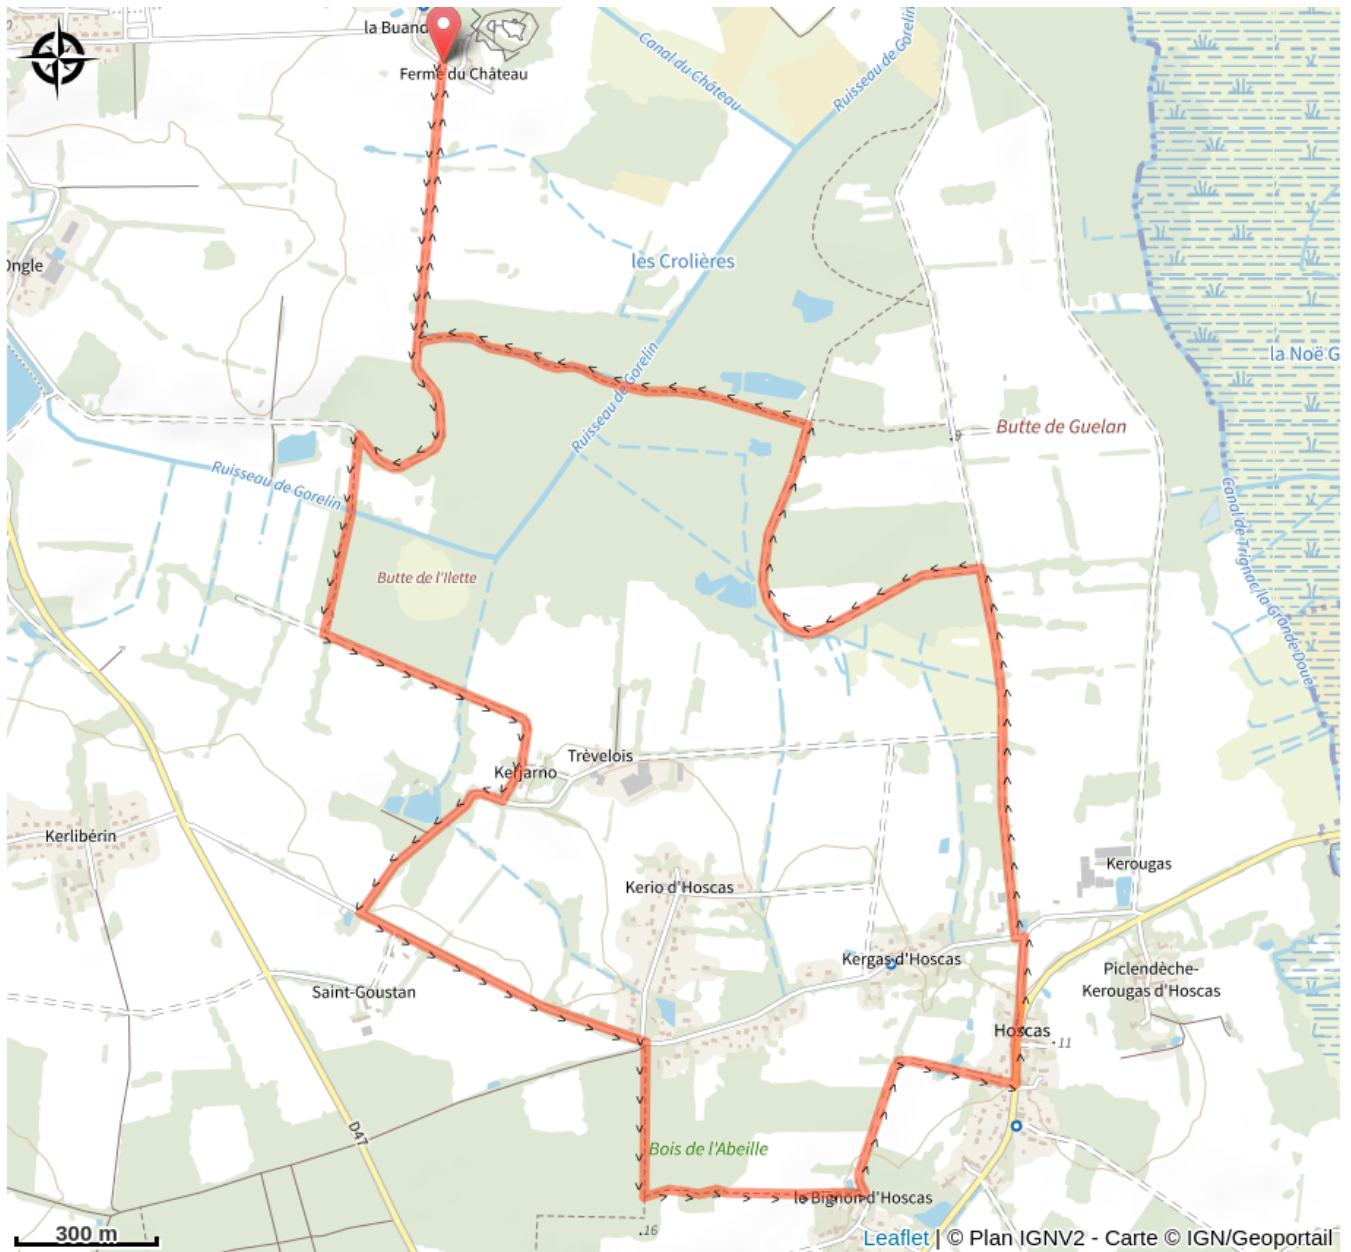 la Buand
Ferme du Château
Canal du Château
Ruisseau de Gorelin
Ongle
les Crolières
la Noë G
Ruisseau de Gorelin
Butte de Guelan
9
Ruisseau de Gorelin
Canal de Trignac/la Grande Doue
Butte de l'Ilette
Trèvelois
Kerjarno
Kerlibérin
Kerougas
Kerio d'Hoscas
Kergas d'Hoscas
Piclendèche-
Kerougas d'Hoscas
Saint-Goustan
Hoscas
11
D47
Bois de l'Abeille
le Bignon d'Hoscas
16
300 m
Leaflet | © Plan IGNV2 - Carte © IGN/Geoportail